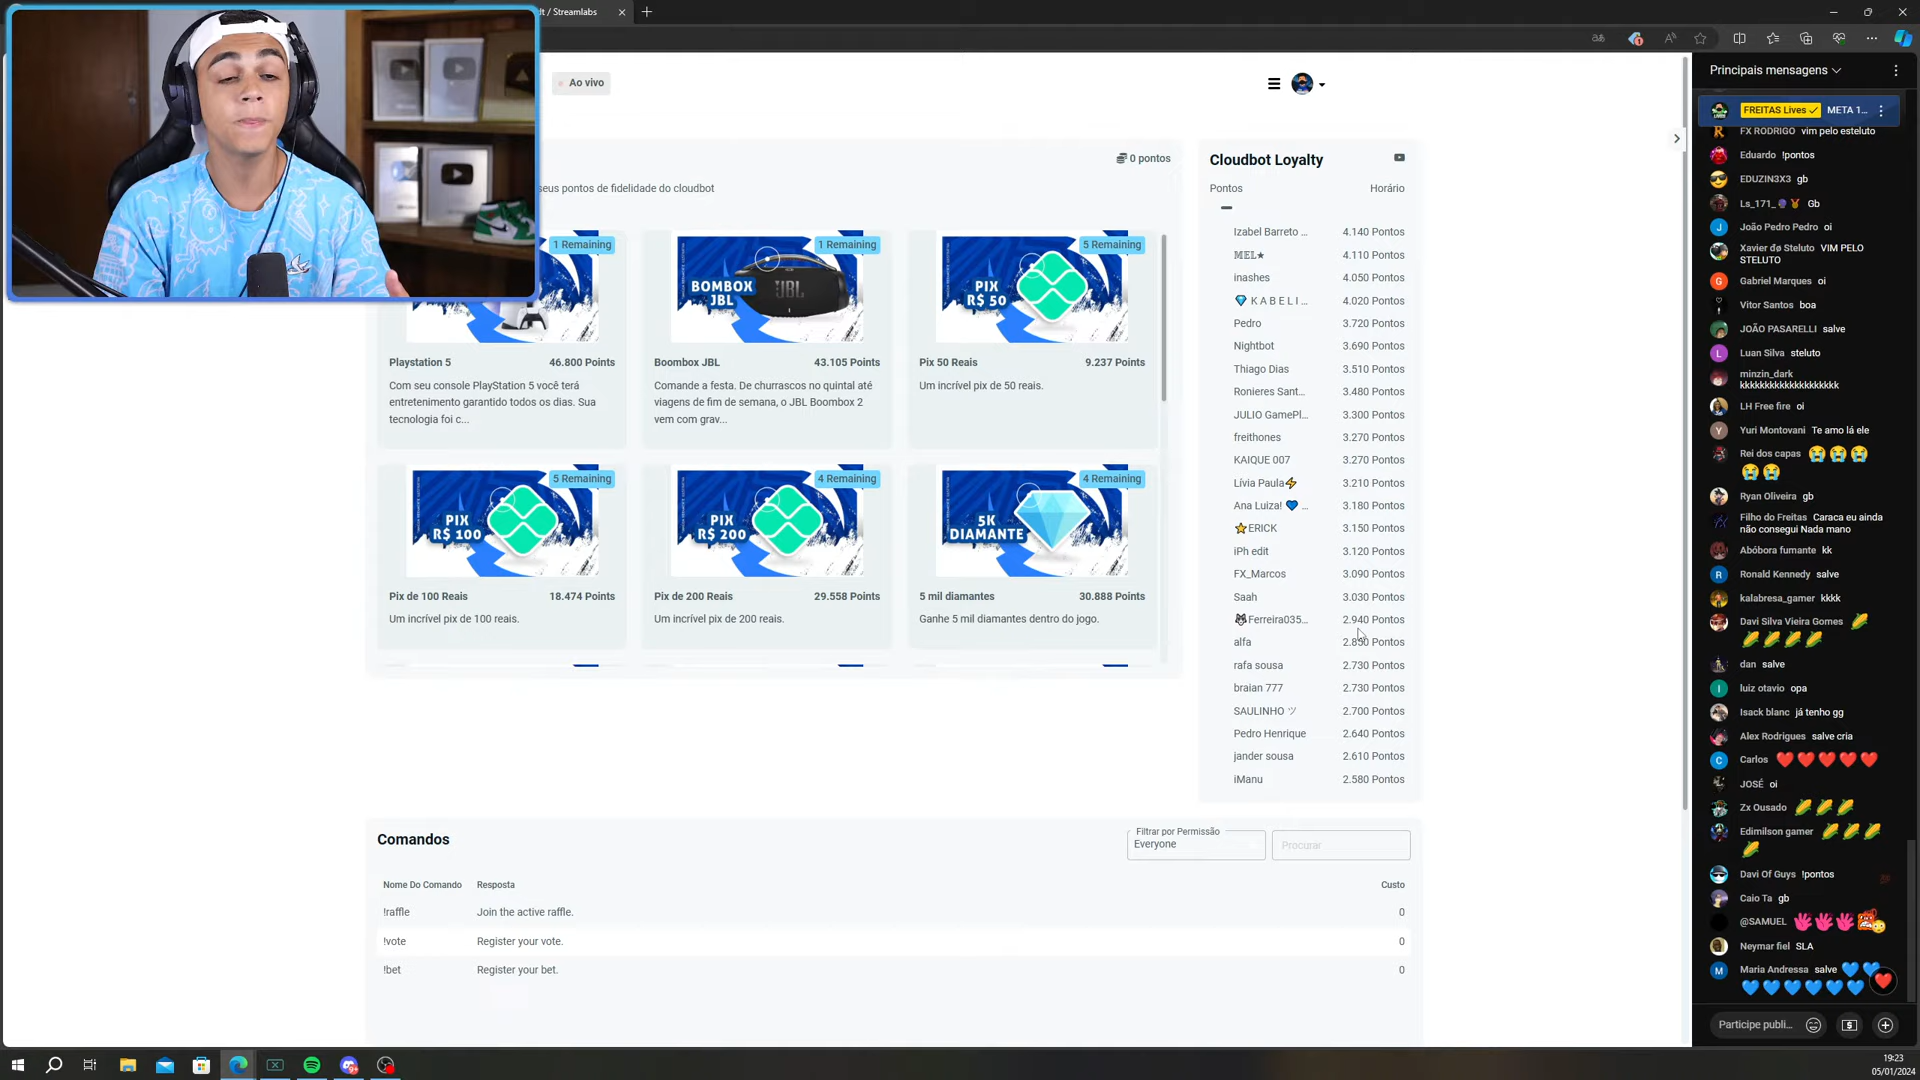 dt / Streamlabs
Ao vivo
0 pontos
seus pontos de fidelidade do cloudbot
1 Remaining
1 Remaining
BOMBOX
JBL
5 Remaining
PIX
R$ 50
Playstation 5
46.800 Points
Com seu console PlayStation 5 você terá
entretenimento garantido todos os dias. Sua
tecnologia foi c...
Boombox JBL
43.105 Points
Comande a festa. De churrascos no quintal até
viagens de fim de semana, o JBL Boombox 2
vem com grav...
Pix 50 Reais
9.237 Points
Um incrível pix de 50 reais.
5 Remaining
PIX
R$ 100
4 Remaining
PIX
R$ 200
4 Remaining
5K
DIAMANTE
Pix de 100 Reais
18.474 Points
Um incrível pix de 100 reais.
Pix de 200 Reais
29.558 Points
Um incrível pix de 200 reais.
5 mil diamantes
30.888 Points
Ganhe 5 mil diamantes dentro do jogo.
Cloudbot Loyalty
Pontos Horário
Izabel Barreto ... 4.140 Pontos
𝕄𝔼𝕃★ 4.110 Pontos
inashes 4.050 Pontos
💎 K A B E L I ... 4.020 Pontos
Pedro 3.720 Pontos
Nightbot 3.690 Pontos
Thiago Dias 3.510 Pontos
Ronieres Sant... 3.480 Pontos
JULIO GamePl... 3.300 Pontos
freithones 3.270 Pontos
KAIQUE 007 3.270 Pontos
Lívia Paula⚡ 3.210 Pontos
Ana Luiza! 💙 ... 3.180 Pontos
⭐ERICK 3.150 Pontos
iPh edit 3.120 Pontos
FX_Marcos 3.090 Pontos
Saah 3.030 Pontos
Ferreira035... 2.940 Pontos
alfa Pontos
rafa sousa 2.730 Pontos
braian 777 2.730 Pontos
SAULINHO ツ 2.700 Pontos
Pedro Henrique 2.640 Pontos
jander sousa 2.610 Pontos
iManu 2.580 Pontos
Comandos
Filtrar por Permissão
Everyone
Procurar
Nome Do Comando Resposta Custo
!raffle Join the active raffle. 0
!vote Register your vote. 0
!bet Register your bet. 0
Principais mensagens
FREITAS Lives META 1...
FX RODRIGO vim pelo esteluto
Eduardo !pontos
EDUZIN3X3 gb
Ls_171_ Gb
João Pedro Pedro oi
Xavier đø Steluto VIM PELO
STELUTO
Gabriel Marques oi
Vitor Santos boa
JOÃO PASARELLI salve
Luan Silva steluto
minzin_dark
kkkkkkkkkkkkkkkkkkkk
LH Free fire oi
Yuri Montovani Te amo lá ele
Rei dos capas 😭😭😭
😭😭
Ryan Oliveira gb
Filho do Freitas Caraca eu ainda
não consegui Nada mano
Abóbora fumante kk
Ronald Kennedy salve
kalabresa_gamer kkkk
Davi Silva Vieira Gomes 🌽
🌽🌽🌽🌽
dan salve
luiz otavio opa
Isack blanc já tenho gg
Alex Rodrigues salve cria
Carlos ❤❤❤❤❤
JOSÉ oi
Zx Ousado 🌽🌽🌽
Edimilson gamer 🌽🌽🌽
🌽
Davi Of Guys !pontos
Caio Ta gb
@SAMUEL
Neymar fiel SLA
Maria Andressa salve 💙💙
💙💙💙💙💙💙
Participe publi...
19:23
05/01/2024